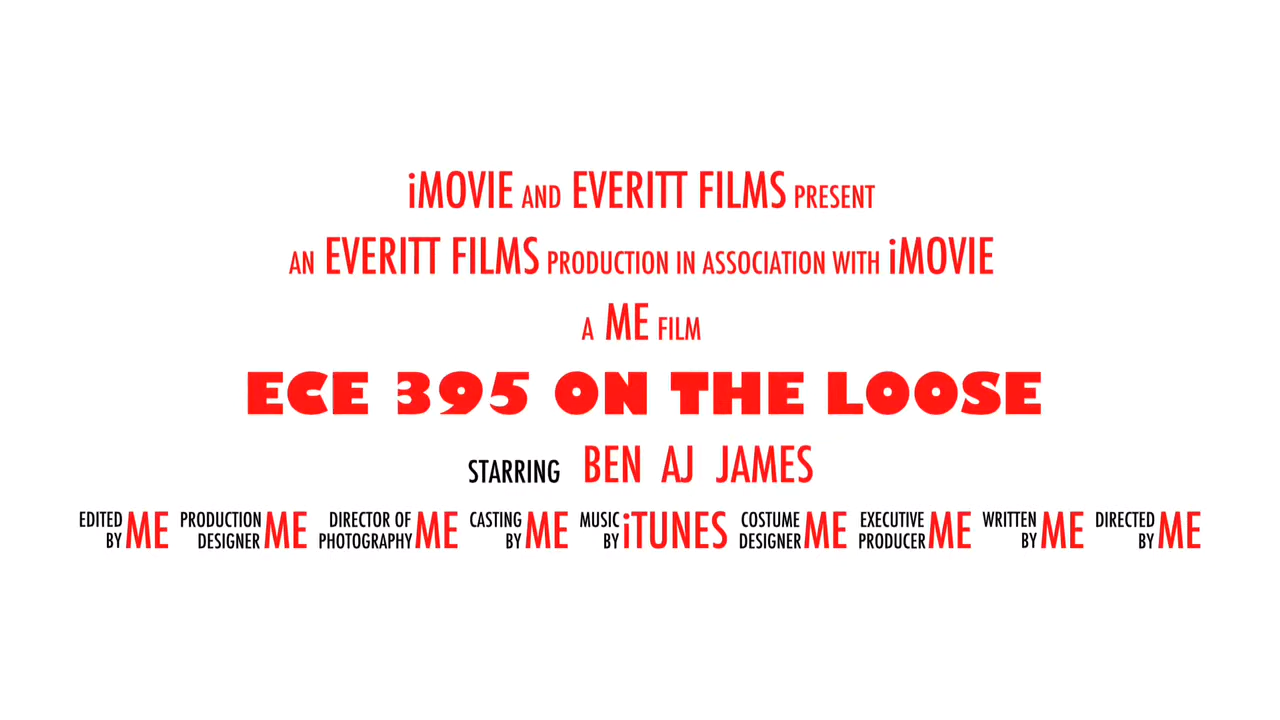 iMOVIE AND EVERITT FILMS PRESENT
AN EVERITT FILMS PRODUCTION IN ASSOCIATION WITH iMOVIE
A ME FILM
ECE 395 ON THE LOOSE
STARRING BEN AJ JAMES
EDITED BY ME PRODUCTION DESIGNER ME DIRECTOR OF PHOTOGRAPHY ME CASTING BY ME MUSIC BY iTUNES COSTUME DESIGNER ME EXECUTIVE PRODUCER ME WRITTEN BY ME DIRECTED BY ME